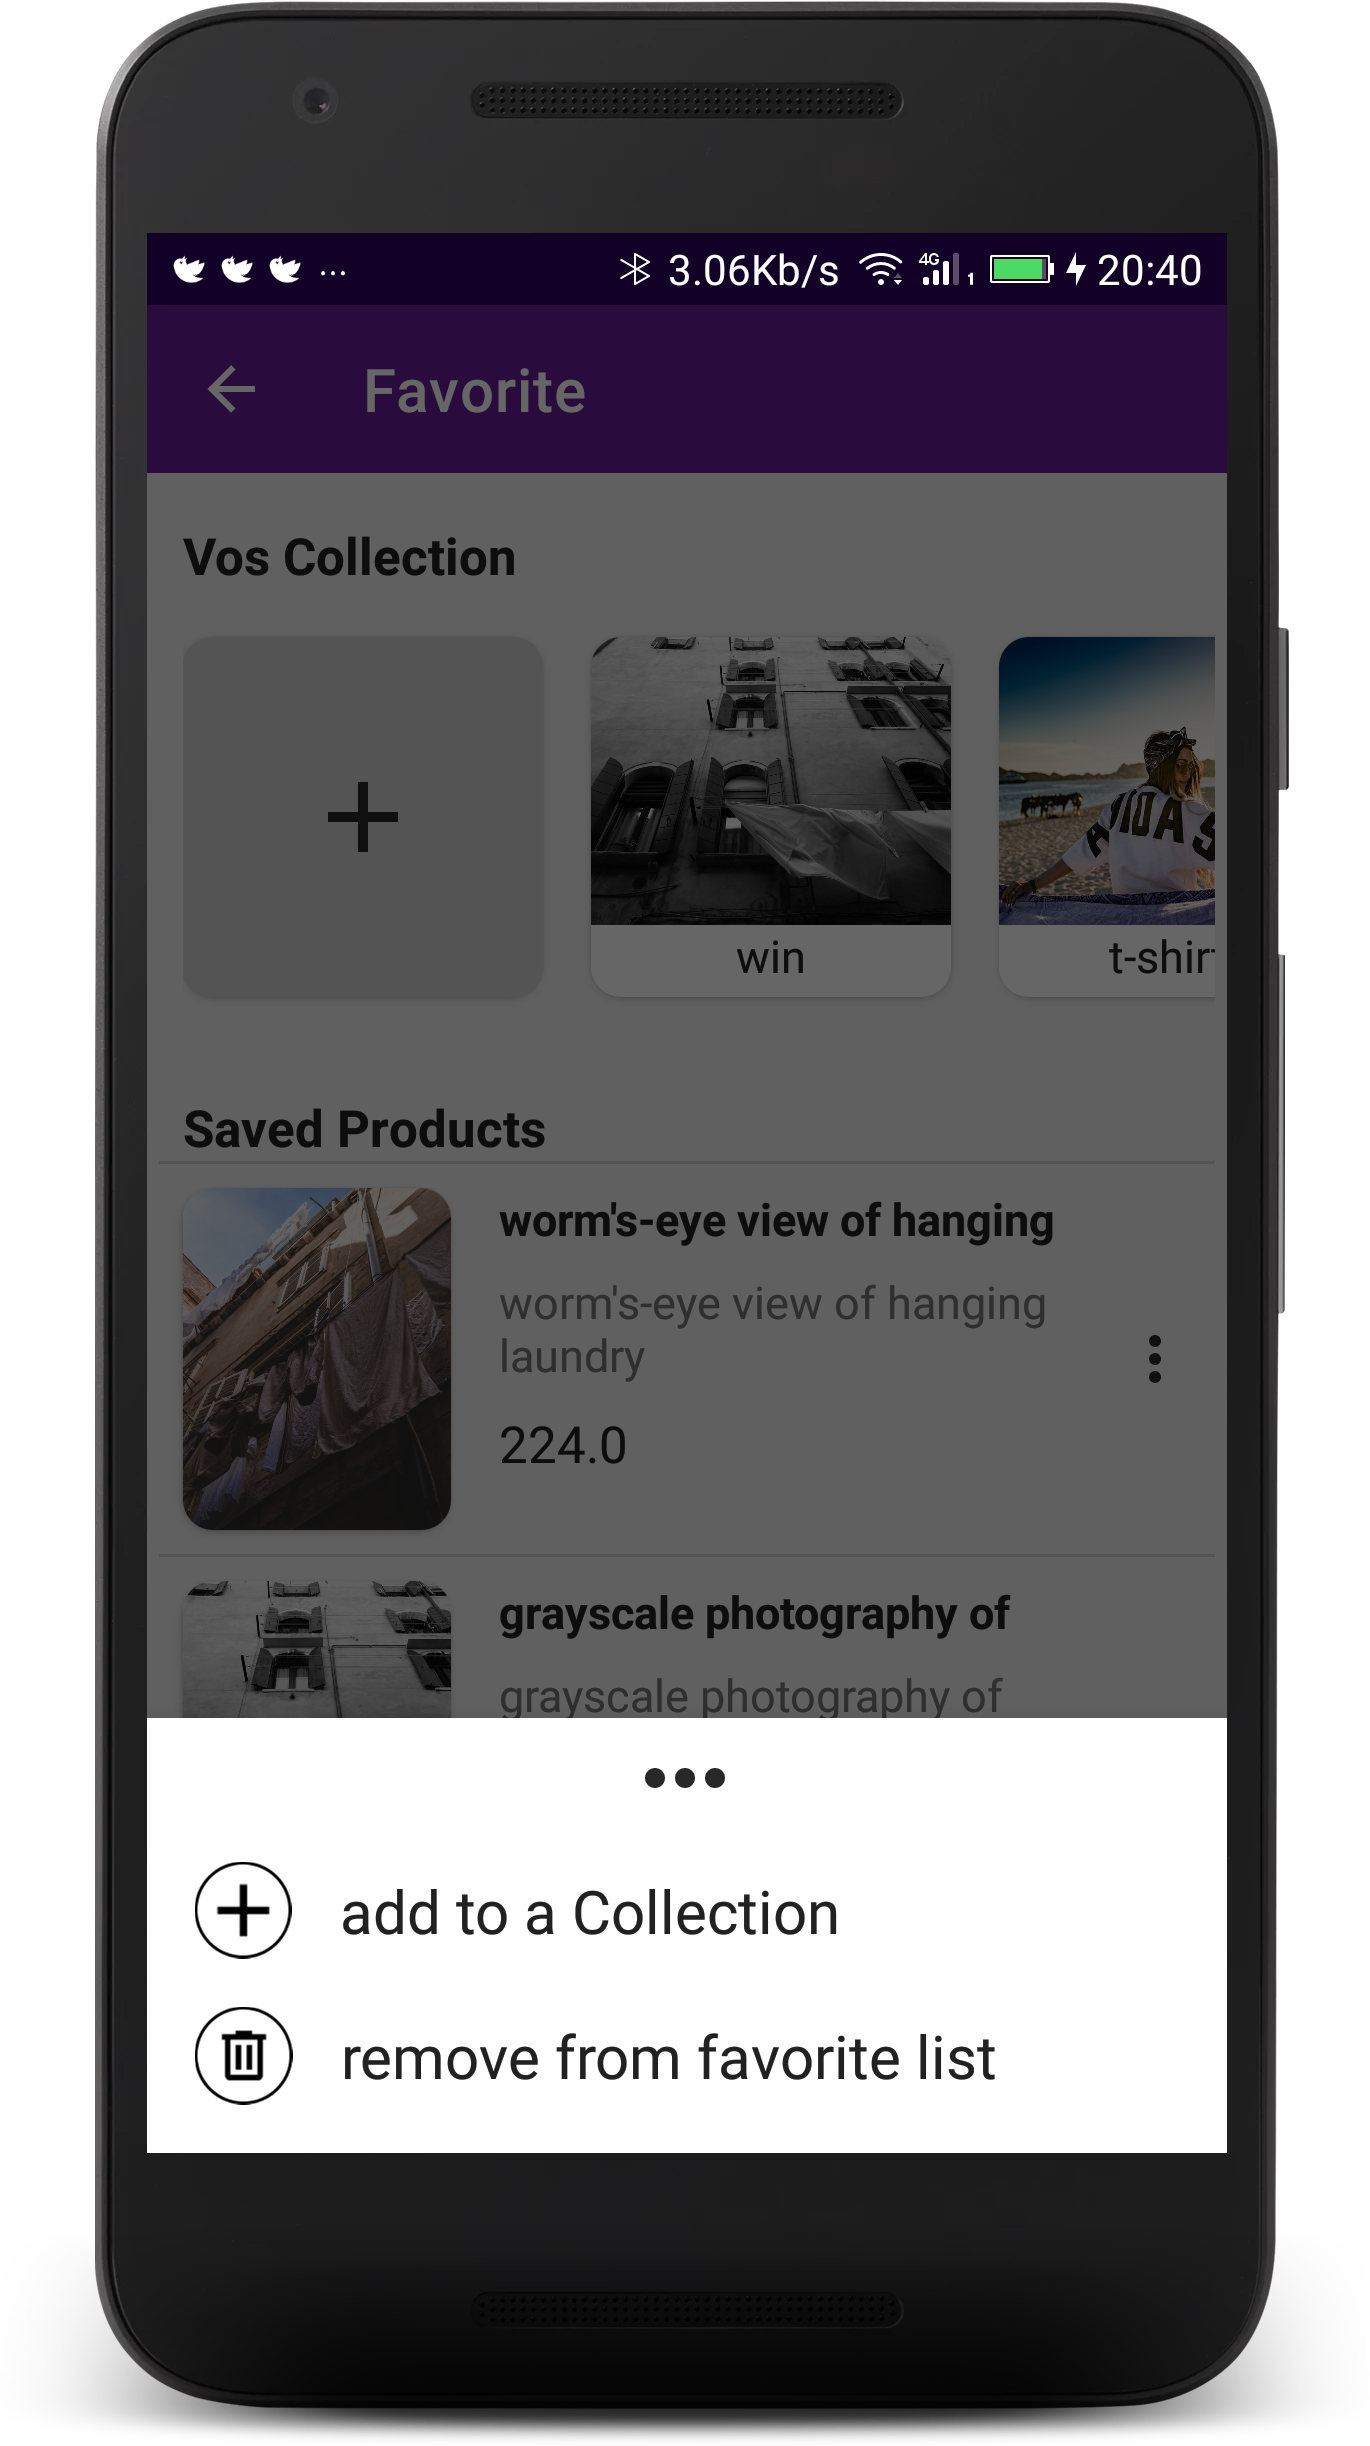 ... 3.06Kb/s 4G 1 20:40
Favorite
Vos Collection
win
t-shirt
ADIDAS
Saved Products
worm's-eye view of hanging
worm's-eye view of hanging
laundry
224.0
grayscale photography of
grayscale photography of
add to a Collection
remove from favorite list